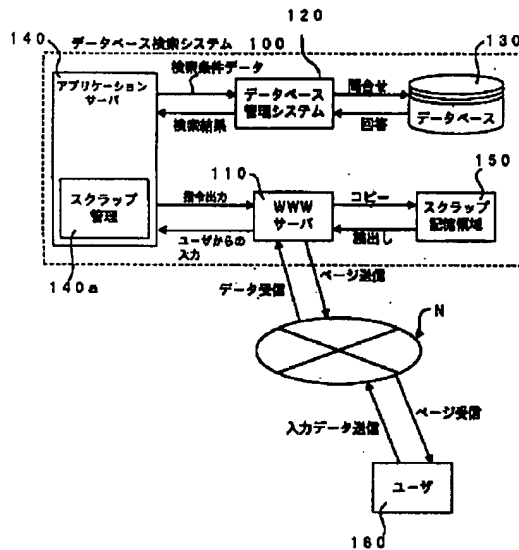 120
140
データベース検索システム 100
130
アプリケーション
サーバ
検索条件データ
検索結果
データベース
管理システム
問合せ
回答
データベース
110
150
スクラップ
管理
指令出力
ユーザからの
入力
WWW
サーバ
コピー
読出し
スクラップ
記憶領域
140a
データ受信
ページ送信
N
入力データ送信
ページ受信
ユーザ
160